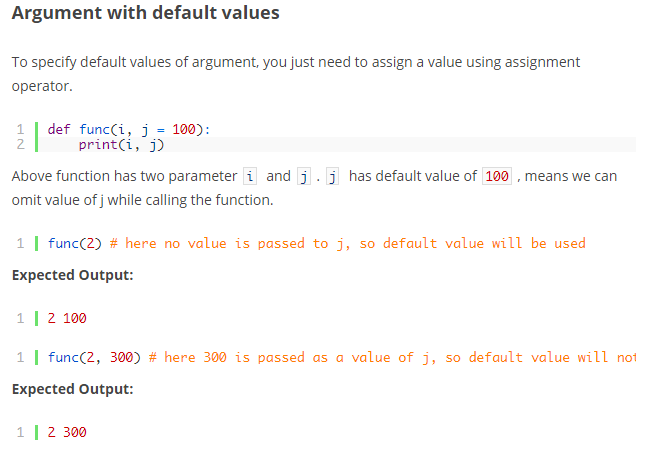 Argument with default values
To specify default values of argument, you just need to assign a value using assignment
operator.
1 def func(i, j = 100):
2     print(i, j)
Above function has two parameter i and j . j has default value of 100 , means we can
omit value of j while calling the function.
1 func(2) # here no value is passed to j, so default value will be used
Expected Output:
1 2 100
1 func(2, 300) # here 300 is passed as a value of j, so default value will not
Expected Output:
1 2 300